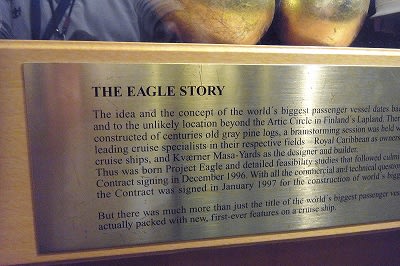 THE EAGLE STORY
The idea and the concept of the world's biggest passenger vessel dates bac
and to the unlikely location beyond the Artic Circle in Finland's Lapland. Ther
constructed of centuries old gray pine logs, a brainstorming session was held w
leading cruise specialists in their respective fields – Royal Caribbean as owners
cruise ships, and Kværner Masa-Yards as the designer and builder.
Thus was born Project Eagle and detailed feasibility studies that followed culm
Contract signing in December 1996. With all the commercial and technical question
the Contract was signed in January 1997 for the construction of world's bigg
But there was much more than just the title of the world's biggest passenger vess
actually packed with new, first-ever features on a cruise ship.